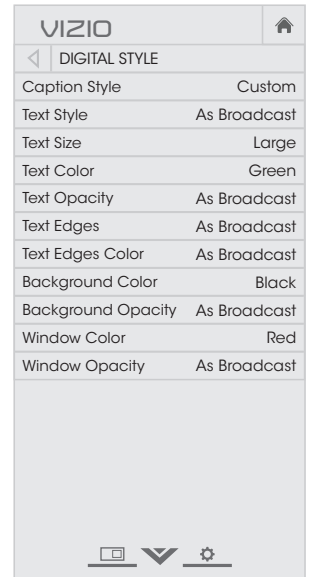 VIZIO
DIGITAL STYLE
Caption Style Custom
Text Style As Broadcast
Text Size Large
Text Color Green
Text Opacity As Broadcast
Text Edges As Broadcast
Text Edges Color As Broadcast
Background Color Black
Background Opacity As Broadcast
Window Color Red
Window Opacity As Broadcast